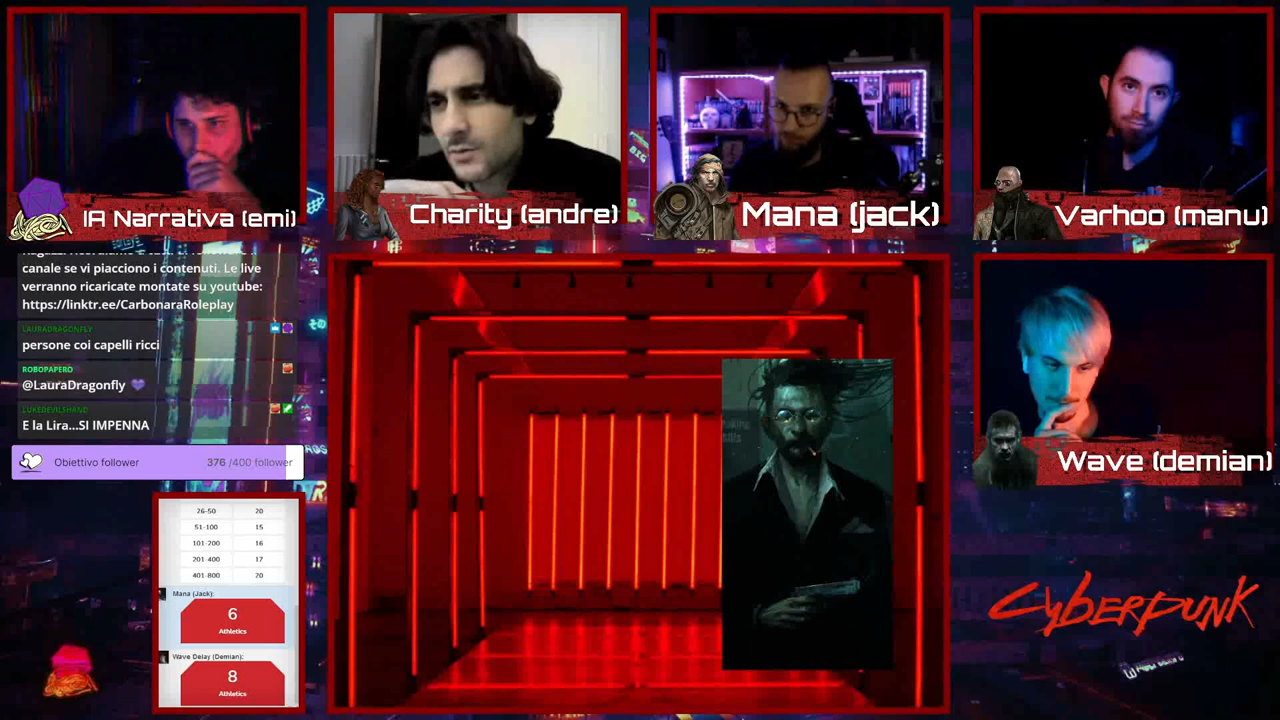 IA Narrativa (emi)
Charity (andre)
Mana (jack)
Varhoo (manu)
canale se vi piacciono i contenuti. Le live
verranno ricaricate montate su youtube:
https://linktr.ee/CarbonaraRoleplay
LAURADRAGONFLY
persone coi capelli ricci
ROBOPAPERO
@LauraDragonfly
LUKEDEVILSHAND
E la Lira...SI IMPENNA
Obiettivo follower 376 /400 follower
Wave (demian)
26-50 20
51-100 15
101-200 16
201-400 17
401-800 20
Mana (Jack):
6
Athletics
Wave Delay (Demian):
8
Athletics
CYBERPUNK